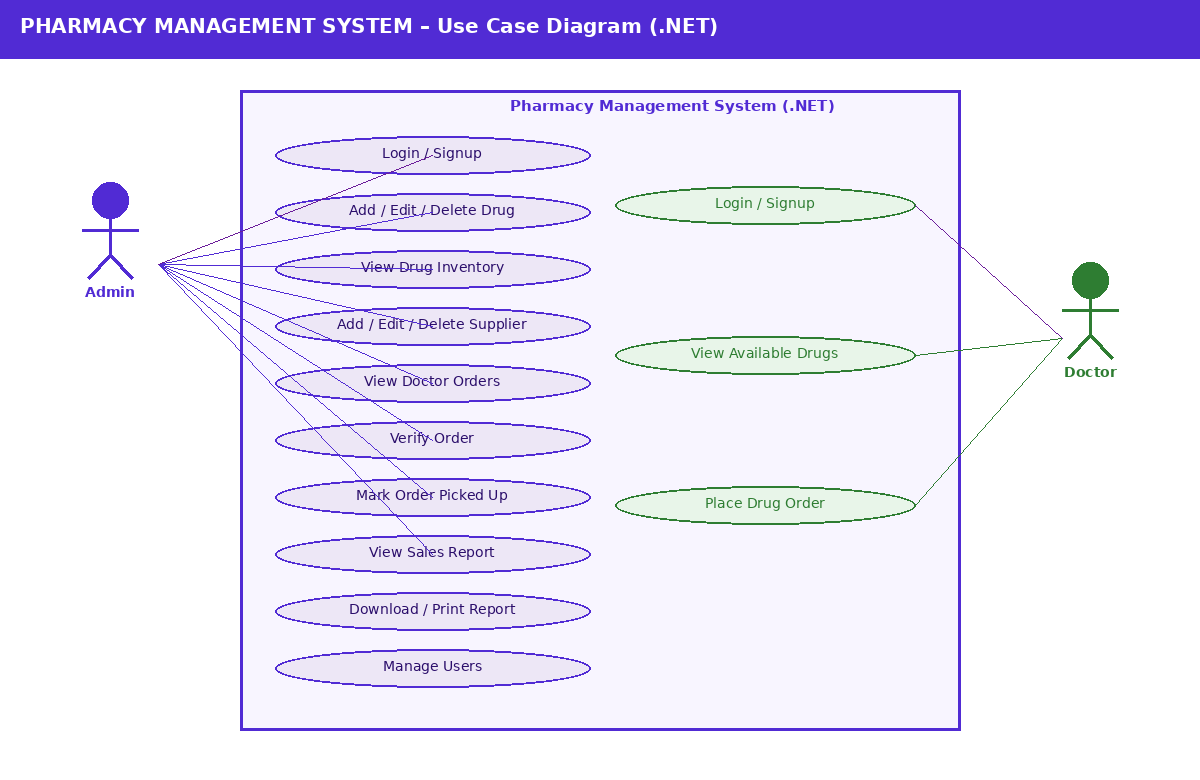 PHARMACY MANAGEMENT SYSTEM – Use Case Diagram (.NET)
Pharmacy Management System (.NET)
Login / Signup
Add / Edit / Delete Drug
View Drug Inventory
Add / Edit / Delete Supplier
View Doctor Orders
Verify Order
Mark Order Picked Up
View Sales Report
Download / Print Report
Manage Users
Login / Signup
View Available Drugs
Place Drug Order
Admin
Doctor